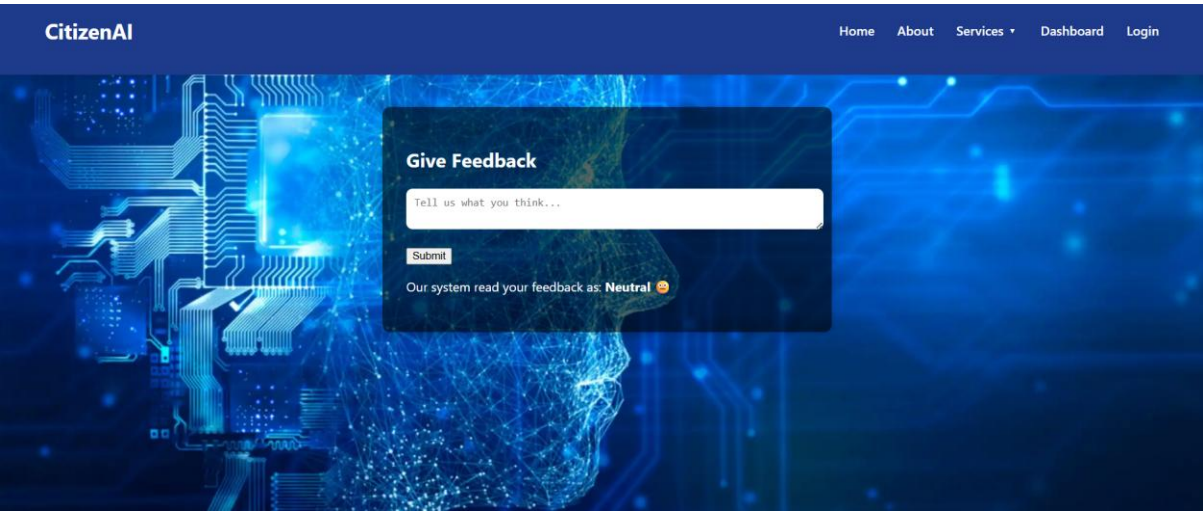 CitizenAI
Home About Services ▾ Dashboard Login
Give Feedback
Tell us what you think...
Submit
Our system read your feedback as: Neutral 😐